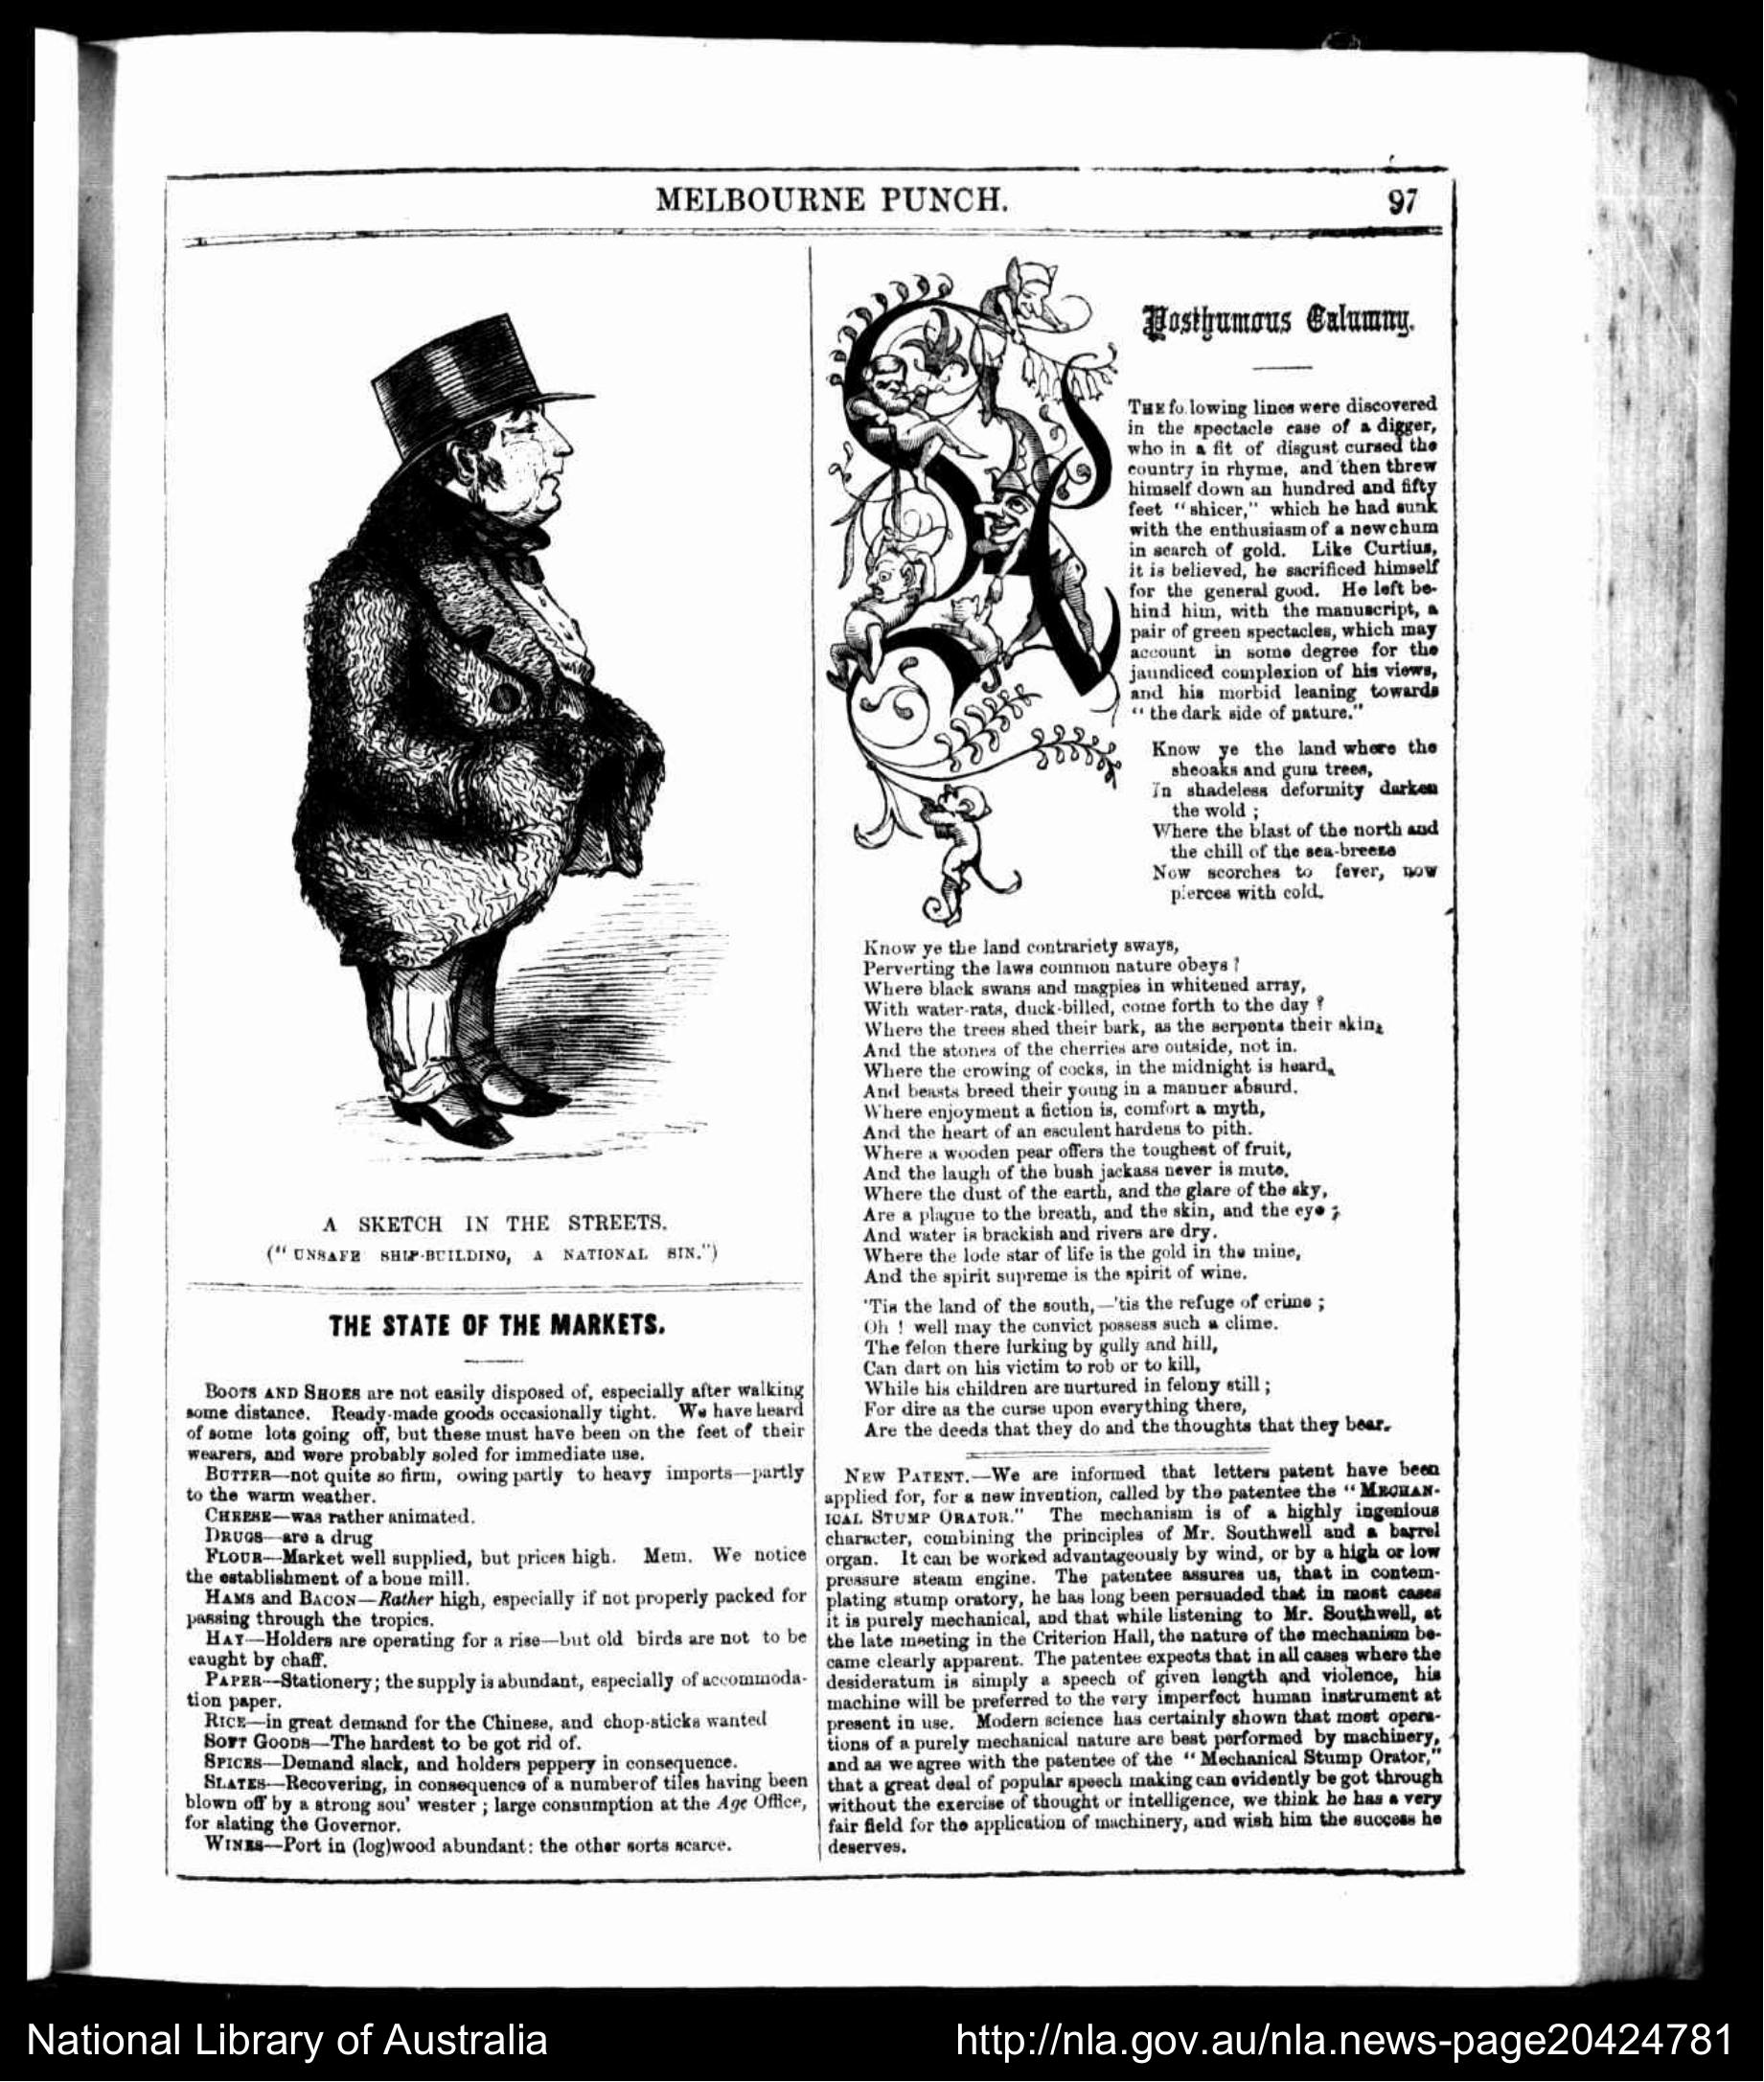 MELBOURNE PUNCH.
97
A SKETCH IN THE STREETS.
("UNSAFE SHIP-BUILDING, A NATIONAL SIN.")
THE STATE OF THE MARKETS.
BOOTS AND SHOES are not easily disposed of, especially after walking
some distance. Ready-made goods occasionally tight. We have heard
of some lots going off, but these must have been on the feet of their
wearers, and were probably soled for immediate use.
BUTTER—not quite so firm, owing partly to heavy imports—partly
to the warm weather.
CHEESE—was rather animated.
DRUGS—are a drug
FLOUR—Market well supplied, but prices high. Mem. We notice
the establishment of a bone mill.
HAMS and BACON—Rather high, especially if not properly packed for
passing through the tropics.
HAY—Holders are operating for a rise—but old birds are not to be
caught by chaff.
PAPER—Stationery; the supply is abundant, especially of accommoda-
tion paper.
RICE—in great demand for the Chinese, and chop-sticks wanted
SOFT GOODS—The hardest to be got rid of.
SPICES—Demand slack, and holders peppery in consequence.
SLATES—Recovering, in consequence of a number of tiles having been
blown off by a strong sou' wester; large consumption at the Age Office,
for slating the Governor.
WINES—Port in (log)wood abundant: the other sorts scarce.
Posthumous Calumny.
THE fo.lowing lines were discovered
in the spectacle case of a digger,
who in a fit of disgust cursed the
country in rhyme, and then threw
himself down an hundred and fifty
feet "shicer," which he had sunk
with the enthusiasm of a new chum
in search of gold. Like Curtius,
it is believed, he sacrificed himself
for the general good. He left be-
hind him, with the manuscript, a
pair of green spectacles, which may
account in some degree for the
jaundiced complexion of his views,
and his morbid leaning towards
"the dark side of nature."
Know ye the land where the
sheoaks and gum trees,
In shadeless deformity darken
the wold;
Where the blast of the north and
the chill of the sea-breeze
Now scorches to fever, now
pierces with cold.
Know ye the land contrariety sways,
Perverting the laws common nature obeys?
Where black swans and magpies in whitened array,
With water-rats, duck-billed, come forth to the day?
Where the trees shed their bark, as the serpents their skin,
And the stones of the cherries are outside, not in.
Where the crowing of cocks, in the midnight is heard,
And beasts breed their young in a manner absurd.
Where enjoyment a fiction is, comfort a myth,
And the heart of an esculent hardens to pith.
Where a wooden pear offers the toughest of fruit,
And the laugh of the bush jackass never is mute.
Where the dust of the earth, and the glare of the sky,
Are a plague to the breath, and the skin, and the eye;
And water is brackish and rivers are dry.
Where the lode star of life is the gold in the mine,
And the spirit supreme is the spirit of wine.
'Tis the land of the south,—'tis the refuge of crime;
Oh! well may the convict possess such a clime.
The felon there lurking by gully and hill,
Can dart on his victim to rob or to kill,
While his children are nurtured in felony still;
For dire as the curse upon everything there,
Are the deeds that they do and the thoughts that they bear.
NEW PATENT.—We are informed that letters patent have been
applied for, for a new invention, called by the patentee the "MECHAN-
ICAL STUMP ORATOR." The mechanism is of a highly ingenious
character, combining the principles of Mr. Southwell and a barrel
organ. It can be worked advantageously by wind, or by a high or low
pressure steam engine. The patentee assures us, that in contem-
plating stump oratory, he has long been persuaded that in most cases
it is purely mechanical, and that while listening to Mr. Southwell, at
the late meeting in the Criterion Hall, the nature of the mechanism be-
came clearly apparent. The patentee expects that in all cases where the
desideratum is simply a speech of given length and violence, his
machine will be preferred to the very imperfect human instrument at
present in use. Modern science has certainly shown that most opera-
tions of a purely mechanical nature are best performed by machinery,
and as we agree with the patentee of the "Mechanical Stump Orator,"
that a great deal of popular speech making can evidently be got through
without the exercise of thought or intelligence, we think he has a very
fair field for the application of machinery, and wish him the success he
deserves.
National Library of Australia
http://nla.gov.au/nla.news-page20424781